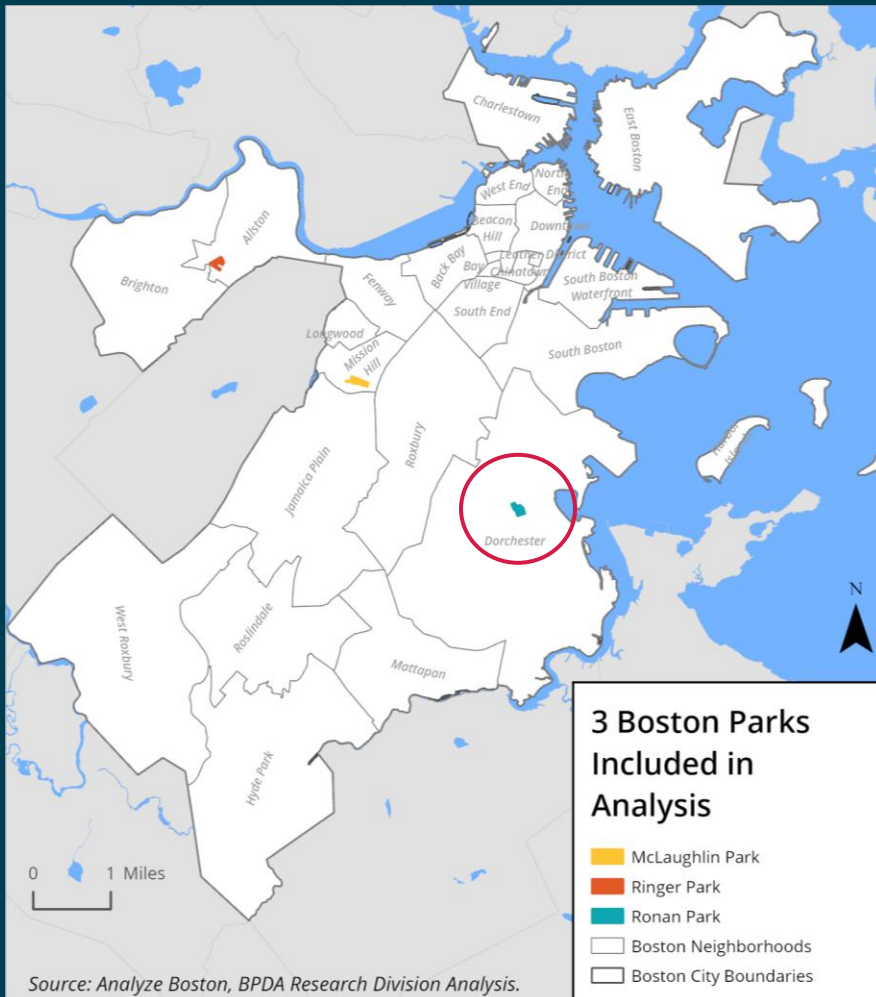 Charlestown
East Boston
North
End
West End
Beacon
Hill
Downtown
Allston
Brighton
Back Bay
Leather District
Bay
Village
Chinatown
South Boston
Waterfront
Fenway
South End
Longwood
Mission
Hill
South Boston
Roxbury
Jamaica Plain
Harbor
Islands
Dorchester
West Roxbury
Roslindale
Mattapan
Hyde Park
N
0 1 Miles
3 Boston Parks
Included in
Analysis
McLaughlin Park
Ringer Park
Ronan Park
Boston Neighborhoods
Boston City Boundaries
Source: Analyze Boston, BPDA Research Division Analysis.